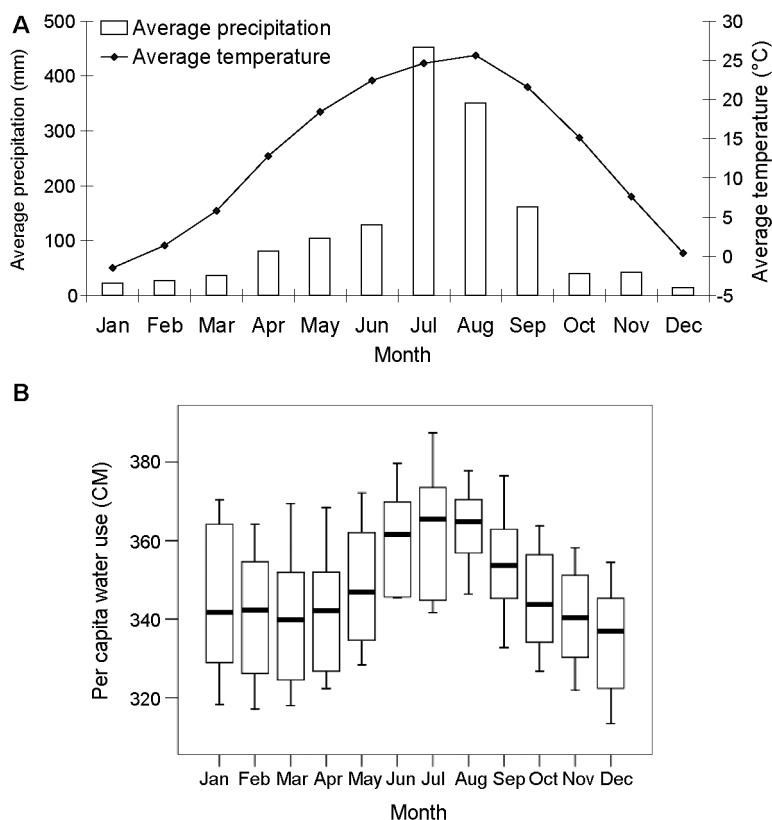 A
Average precipitation
Average temperature
Average precipitation (mm)
500
400
300
200
100
0
Average temperature (°C)
30
25
20
15
10
5
0
-5
Jan Feb Mar Apr May Jun Jul Aug Sep Oct Nov Dec
Month
B
Per capita water use (CM)
380
360
340
320
Jan Feb Mar Apr May Jun Jul Aug Sep Oct Nov Dec
Month